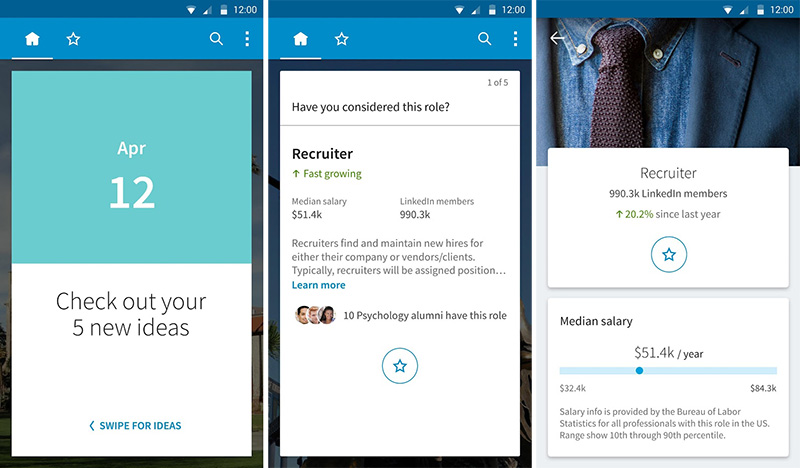 12:00
Apr
12
Check out your
5 new ideas
SWIPE FOR IDEAS
12:00
1 of 5
Have you considered this role?
Recruiter
↑ Fast growing
Median salary LinkedIn members
$51.4k 990.3k
Recruiters find and maintain new hires for
either their company or vendors/clients.
Typically, recruiters will be assigned position...
Learn more
10 Psychology alumni have this role
12:00
Recruiter
990.3k LinkedIn members
↑ 20.2% since last year
Median salary
$51.4k / year
$32.4k $84.3k
Salary info is provided by the Bureau of Labor
Statistics for all professionals with this role in the US.
Range show 10th through 90th percentile.